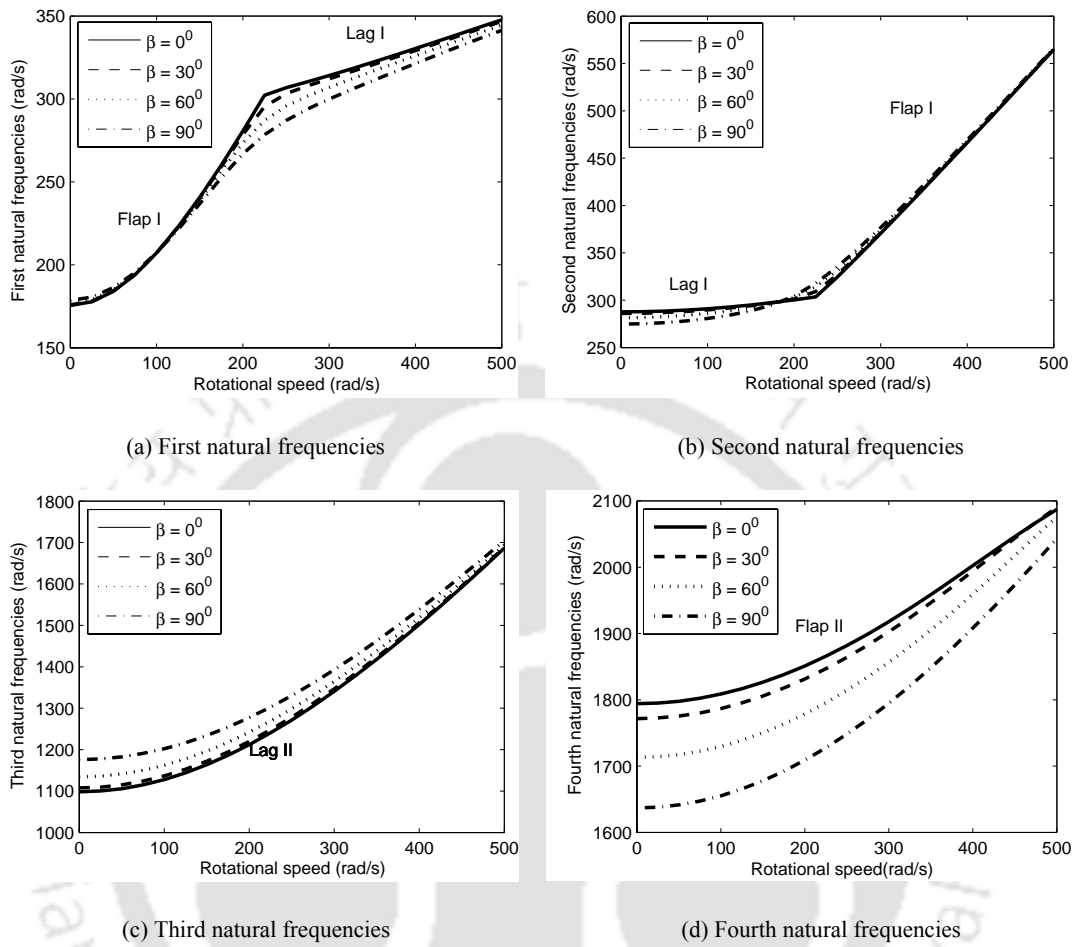 350
300
250
200
150
First natural frequencies (rad/s)
β = 0⁰
β = 30⁰
β = 60⁰
β = 90⁰
Lag I
Flap I
0 100 200 300 400 500
Rotational speed (rad/s)
(a) First natural frequencies
600
550
500
450
400
350
300
250
Second natural frequencies (rad/s)
β = 0⁰
β = 30⁰
β = 60⁰
β = 90⁰
Flap I
Lag I
0 100 200 300 400 500
Rotational speed (rad/s)
(b) Second natural frequencies
1800
1700
1600
1500
1400
1300
1200
1100
1000
Third natural frequencies (rad/s)
β = 0⁰
β = 30⁰
β = 60⁰
β = 90⁰
Lag II
0 100 200 300 400 500
Rotational speed (rad/s)
(c) Third natural frequencies
2100
2000
1900
1800
1700
1600
Fourth natural frequencies (rad/s)
β = 0⁰
β = 30⁰
β = 60⁰
β = 90⁰
Flap II
0 100 200 300 400 500
Rotational speed(rad/s)
(d) Fourth natural frequencies